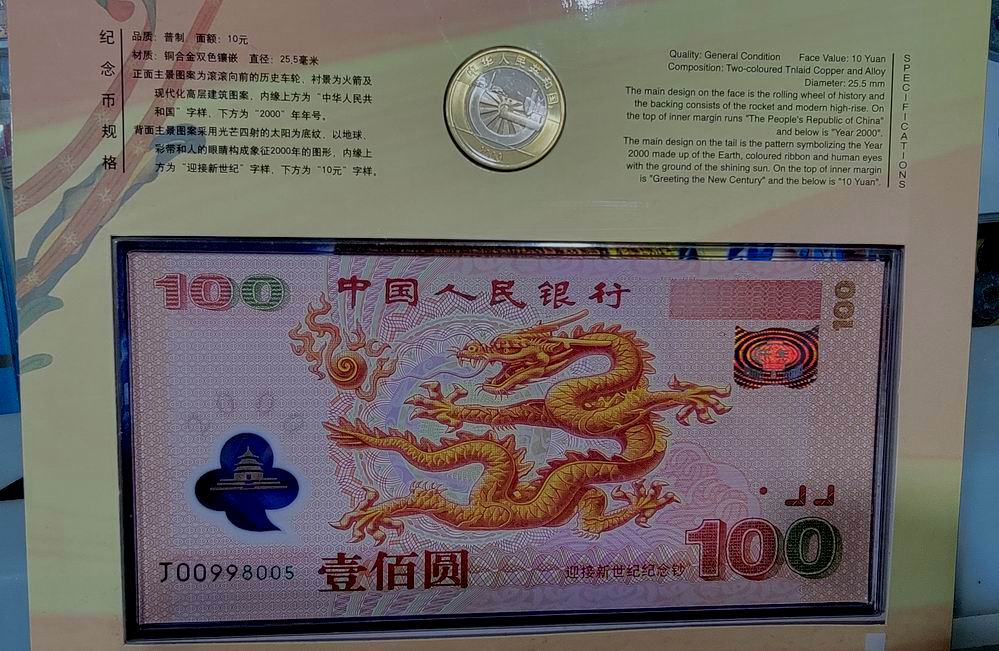 纪念币规格
品质：普制 面额：10元
材质：铜合金双色镶嵌 直径：25.5毫米
正面主景图案为滚滚向前的历史车轮、衬景为火箭及
现代化高层建筑图案，内缘上方为“中华人民共
和国”字样，下方为“2000”年年号。
背面主景图案采用光芒四射的太阳为底纹，以地球、
彩带和人的眼睛构成象征2000年的图形，内缘上
方为“迎接新世纪”字样，下方为“10元”字样。
中华人民共和国
2000
Quality: General Condition Face Value: 10 Yuan
Composition: Two-coloured Tnlaid Copper and Alloy
Diameter: 25.5 mm
The main design on the face is the rolling wheel of history and
the backing consists of the rocket and modern high-rise. On
the top of inner margin runs "The People's Republic of China"
and below is "Year 2000".
The main design on the tail is the pattern symbolizing the Year
2000 made up of the Earth, coloured ribbon and human eyes
with the ground of the shining sun. On the top of inner margin
is "Greeting the New Century" and the below is "10 Yuan".
SPECIFICATIONS
100
中国人民银行
100
J00998005
壹佰圆
迎接新世纪纪念钞
100